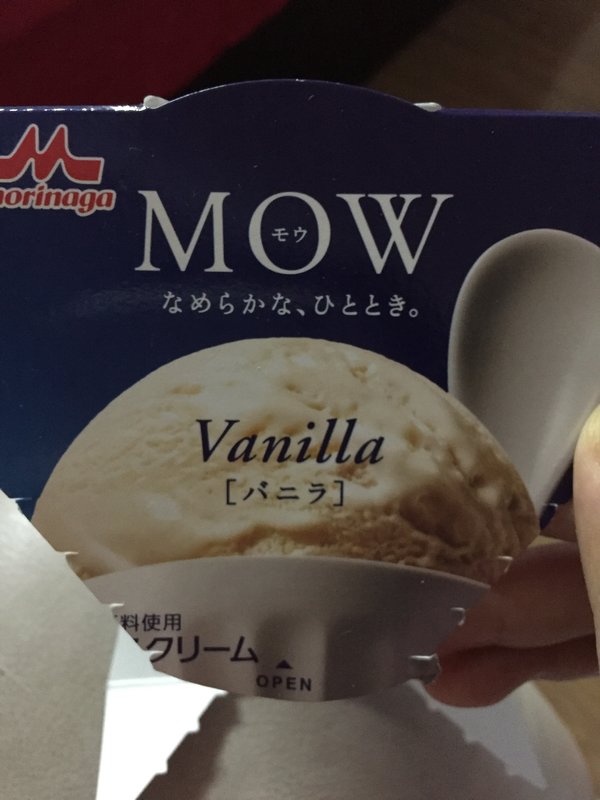 morinaga
MOW
モウ
なめらかな、ひととき。
Vanilla
[バニラ]
料使用
クリーム
OPEN